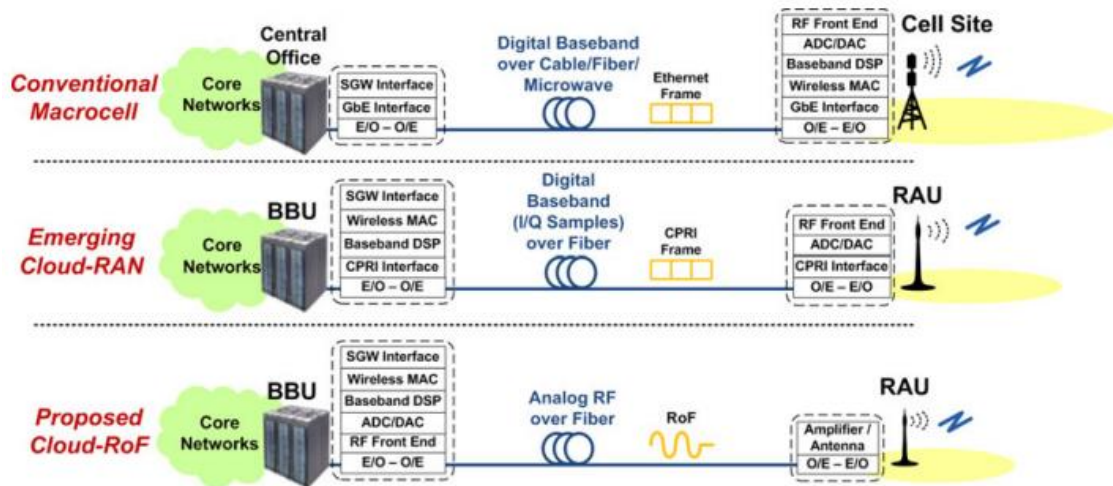 Conventional
Macrocell
Core
Networks
Central
Office
SGW Interface
GbE Interface
E/O – O/E
Digital Baseband
over Cable/Fiber/
Microwave
Ethernet
Frame
RF Front End
ADC/DAC
Baseband DSP
Wireless MAC
GbE Interface
O/E – E/O
Cell Site
Emerging
Cloud-RAN
Core
Networks
BBU
SGW Interface
Wireless MAC
Baseband DSP
CPRI Interface
E/O – O/E
Digital
Baseband
(I/Q Samples)
over Fiber
CPRI
Frame
RF Front End
ADC/DAC
CPRI Interface
O/E – E/O
RAU
Proposed
Cloud-RoF
Core
Networks
BBU
SGW Interface
Wireless MAC
Baseband DSP
ADC/DAC
RF Front End
E/O – O/E
Analog RF
over Fiber
RoF
Amplifier /
Antenna
O/E – E/O
RAU